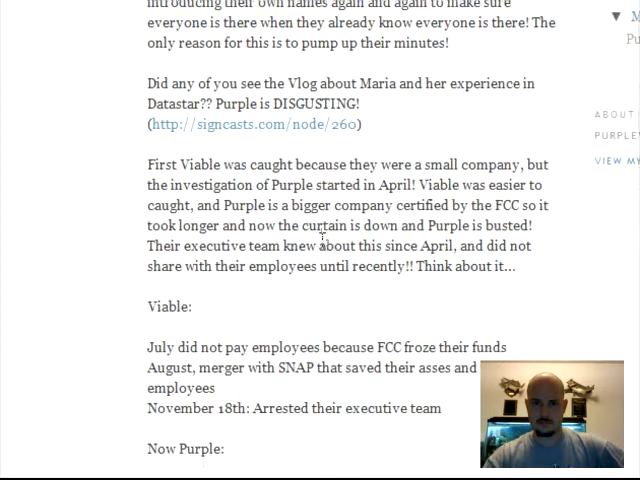 introducing their own names again and again to make sure
everyone is there when they already know everyone is there! The
only reason for this is to pump up their minutes!
Did any of you see the Vlog about Maria and her experience in
Datastar?? Purple is DISGUSTING!
(http://signcasts.com/node/260)
First Viable was caught because they were a small company, but
the investigation of Purple started in April! Viable was easier to
caught, and Purple is a bigger company certified by the FCC so it
took longer and now the curtain is down and Purple is busted!
Their executive team knew about this since April, and did not
share with their employees until recently!! Think about it...
Viable:
July did not pay employees because FCC froze their funds
August, merger with SNAP that saved their asses and
employees
November 18th: Arrested their executive team
Now Purple:
▼ M
Pu
ABOUT
PURPLE
VIEW MY